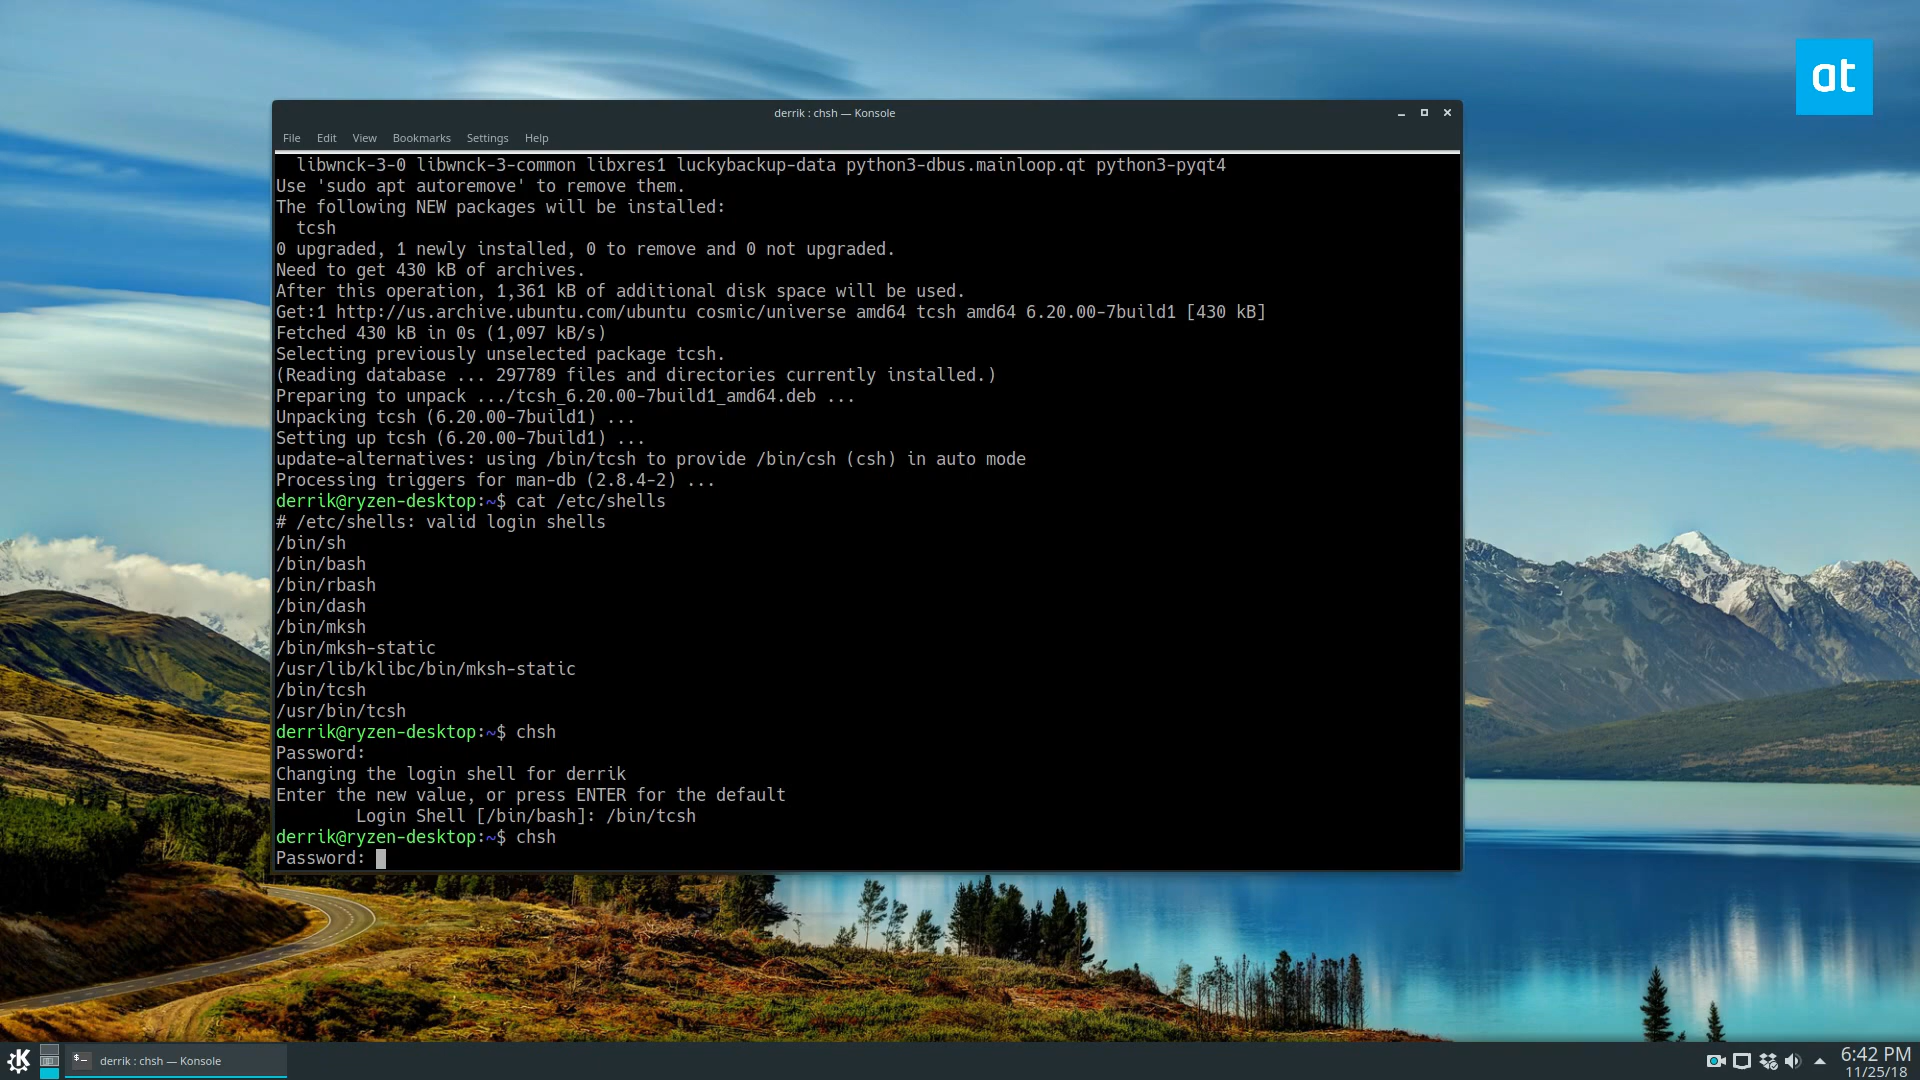 at
derrik : chsh — Konsole
File Edit View Bookmarks Settings Help
libwnck-3-0 libwnck-3-common libxres1 luckybackup-data python3-dbus.mainloop.qt python3-pyqt4
Use 'sudo apt autoremove' to remove them.
The following NEW packages will be installed:
tcsh
0 upgraded, 1 newly installed, 0 to remove and 0 not upgraded.
Need to get 430 kB of archives.
After this operation, 1,361 kB of additional disk space will be used.
Get:1 http://us.archive.ubuntu.com/ubuntu cosmic/universe amd64 tcsh amd64 6.20.00-7build1 [430 kB]
Fetched 430 kB in 0s (1,097 kB/s)
Selecting previously unselected package tcsh.
(Reading database ... 297789 files and directories currently installed.)
Preparing to unpack .../tcsh_6.20.00-7build1_amd64.deb ...
Unpacking tcsh (6.20.00-7build1) ...
Setting up tcsh (6.20.00-7build1) ...
update-alternatives: using /bin/tcsh to provide /bin/csh (csh) in auto mode
Processing triggers for man-db (2.8.4-2) ...
derrik@ryzen-desktop:~$ cat /etc/shells
# /etc/shells: valid login shells
/bin/sh
/bin/bash
/bin/rbash
/bin/dash
/bin/mksh
/bin/mksh-static
/usr/lib/klibc/bin/mksh-static
/bin/tcsh
/usr/bin/tcsh
derrik@ryzen-desktop:~$ chsh
Password:
Changing the login shell for derrik
Enter the new value, or press ENTER for the default
Login Shell [/bin/bash]: /bin/tcsh
derrik@ryzen-desktop:~$ chsh
Password:
derrik : chsh — Konsole
6:42 PM
11/25/18